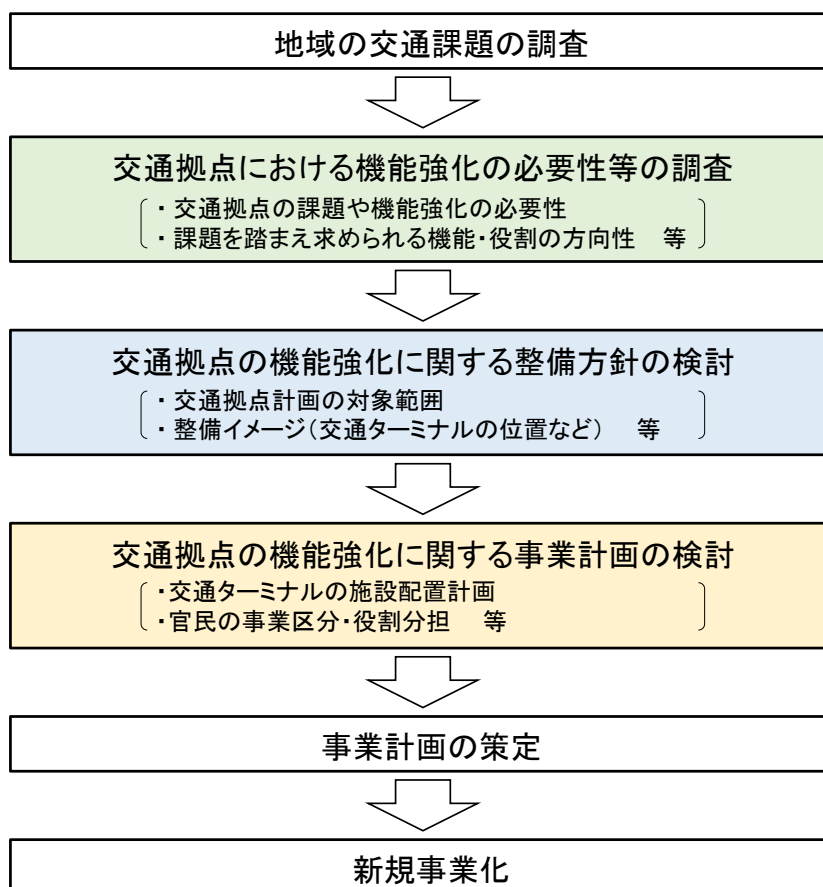 地域の交通課題の調査
交通拠点における機能強化の必要性等の調査
・交通拠点の課題や機能強化の必要性
・課題を踏まえ求められる機能・役割の方向性　等
交通拠点の機能強化に関する整備方針の検討
・交通拠点計画の対象範囲
・整備イメージ（交通ターミナルの位置など）　等
交通拠点の機能強化に関する事業計画の検討
・交通ターミナルの施設配置計画
・官民の事業区分・役割分担　等
事業計画の策定
新規事業化